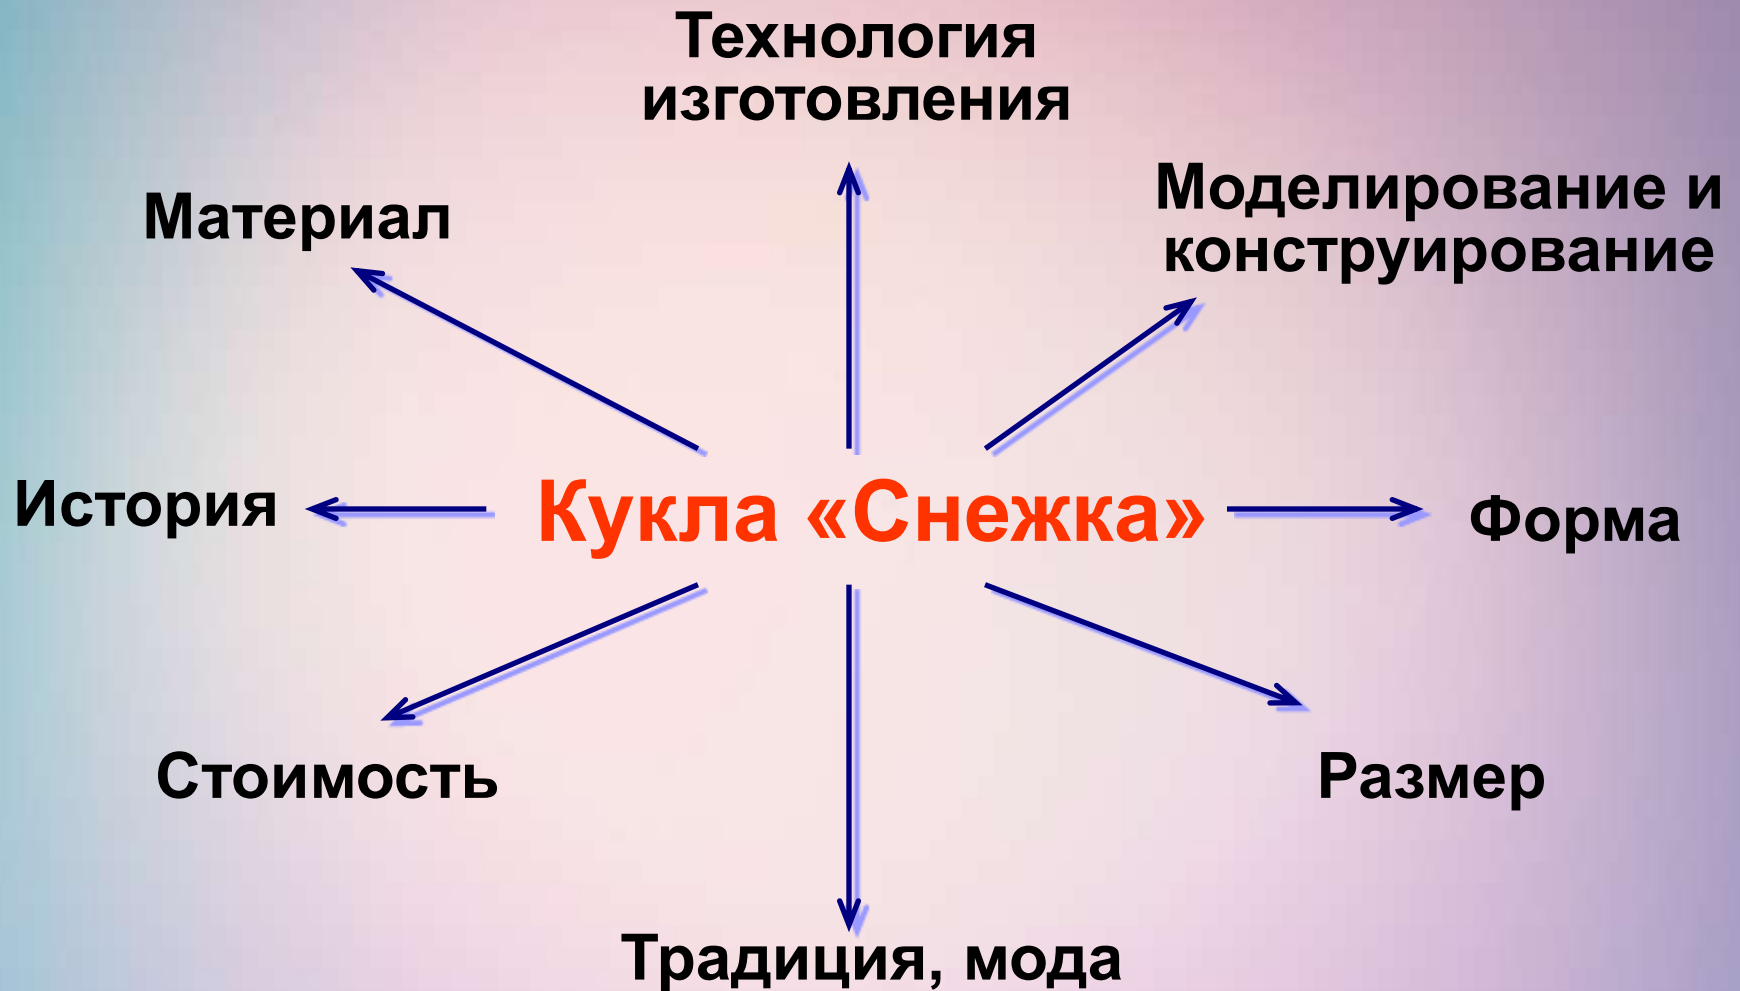 Технология
изготовления
Моделирование и
конструирование
Материал
История
Кукла «Снежка»
Форма
Стоимость
Размер
Традиция, мода